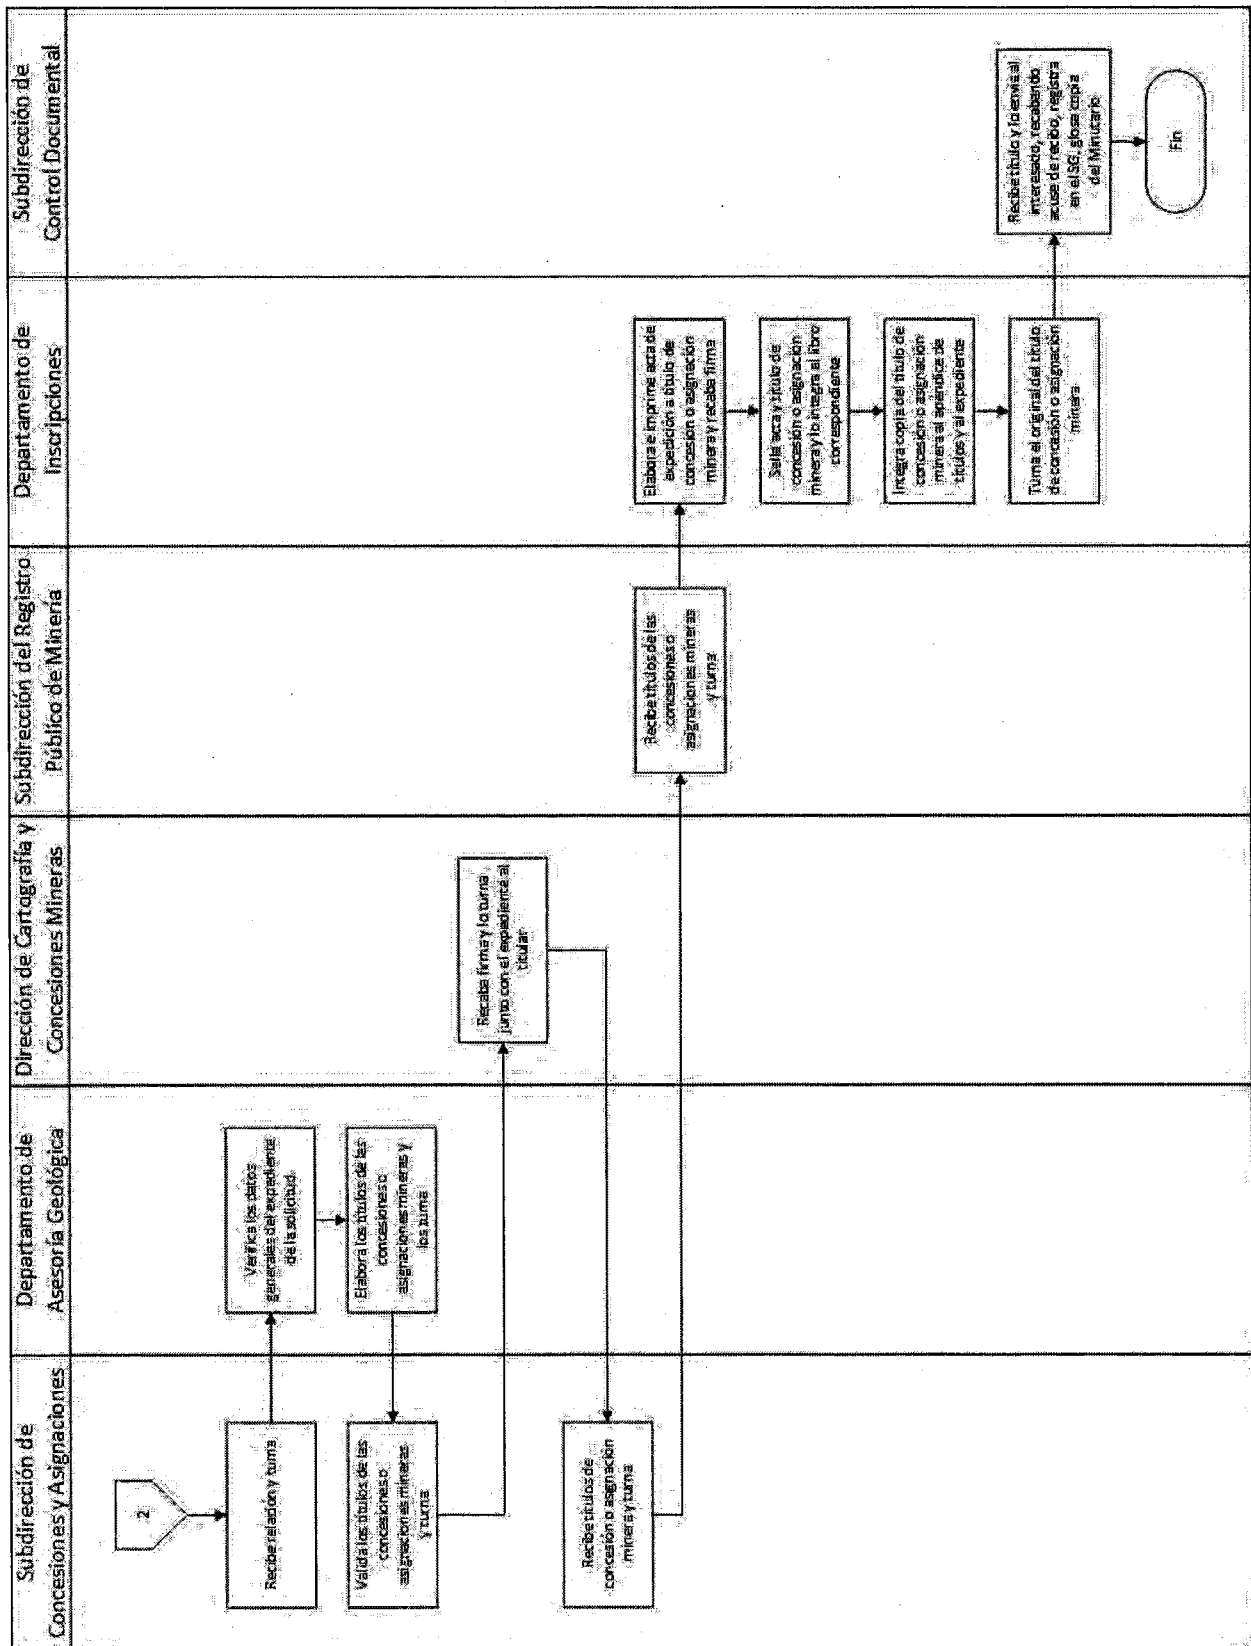 Subdirección de
Concesiones y Asignaciones
Departamento de
Asesoría Geológica
Dirección de Cartografía y
Concesiones Mineras
Subdirección del Registro
Público de Minería
Departamento de
Inscripciones
Subdirección de
Control Documental
2
Recibe relación y turna
Verifica los datos
generales del expediente
de la solicitud
Elabora los títulos de las
concesiones o
asignaciones mineras y
los turna
Valida los títulos de las
concesiones o
asignaciones mineras
y turna
Recaba firma y lo turna
junto con el expediente al
titular
Recibe títulos de
concesión o asignación
minera y turna
Recibe títulos de las
concesiones o
asignaciones mineras
y turna
Elabora e imprime acta de
expedición a título de
concesión o asignación
minera y recaba firma
Sella acta y título de
concesión o asignación
minera y lo integra al libro
correspondiente
Integra copia del título de
concesión o asignación
minera al apéndice de
títulos y al expediente
Turna el original del título
de concesión o asignación
minera
Recibe título y lo envía al
interesado, recabando
acuse de recibo, registra
en el SG, glosa copia
del Minutario
Fin